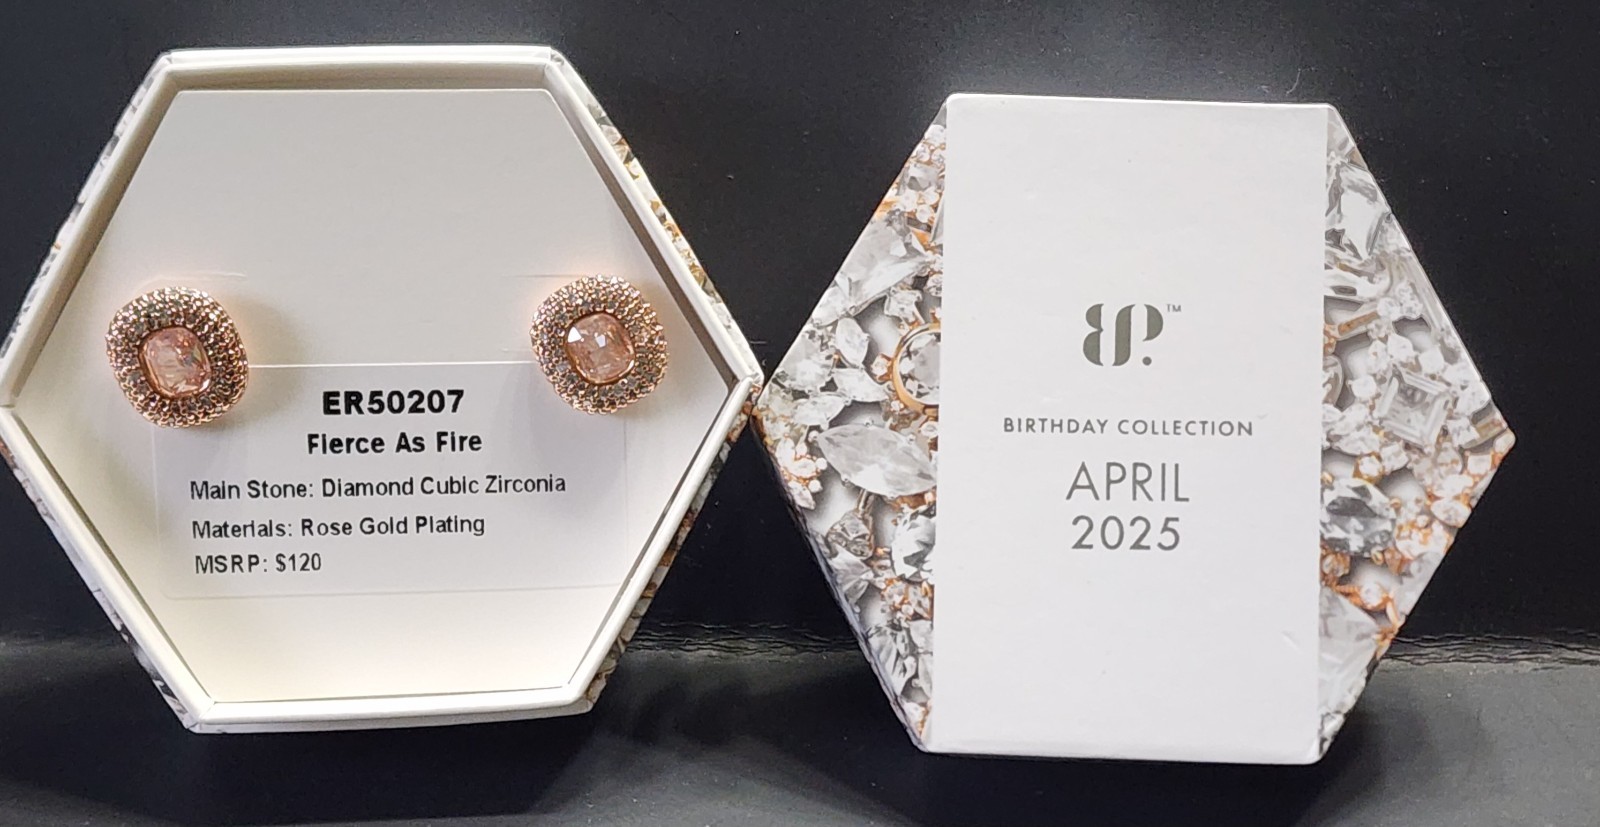 ER50207
Fierce As Fire
Main Stone: Diamond Cubic Zirconia
Materials: Rose Gold Plating
MSRP: $120
BP.™
BIRTHDAY COLLECTION
APRIL
2025